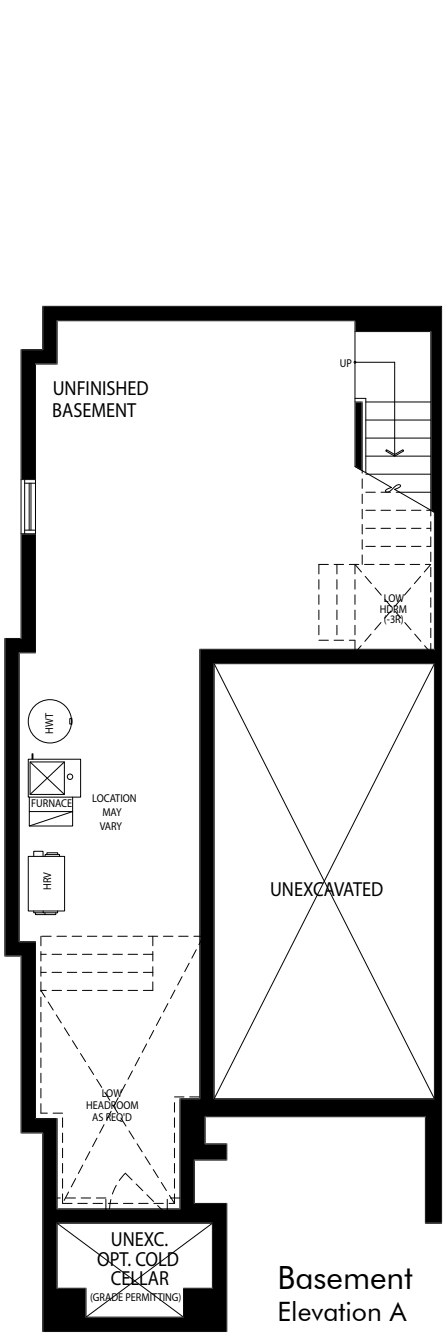 UP
UNFINISHED
BASEMENT
LOW
HDRM
(-3R)
HWT
FURNACE
LOCATION
MAY
VARY
HRV
UNEXCAVATED
LOW
HEADROOM
AS REQ'D
UNEXC.
OPT. COLD
CELLAR
(GRADE PERMITTING)
Basement
Elevation A